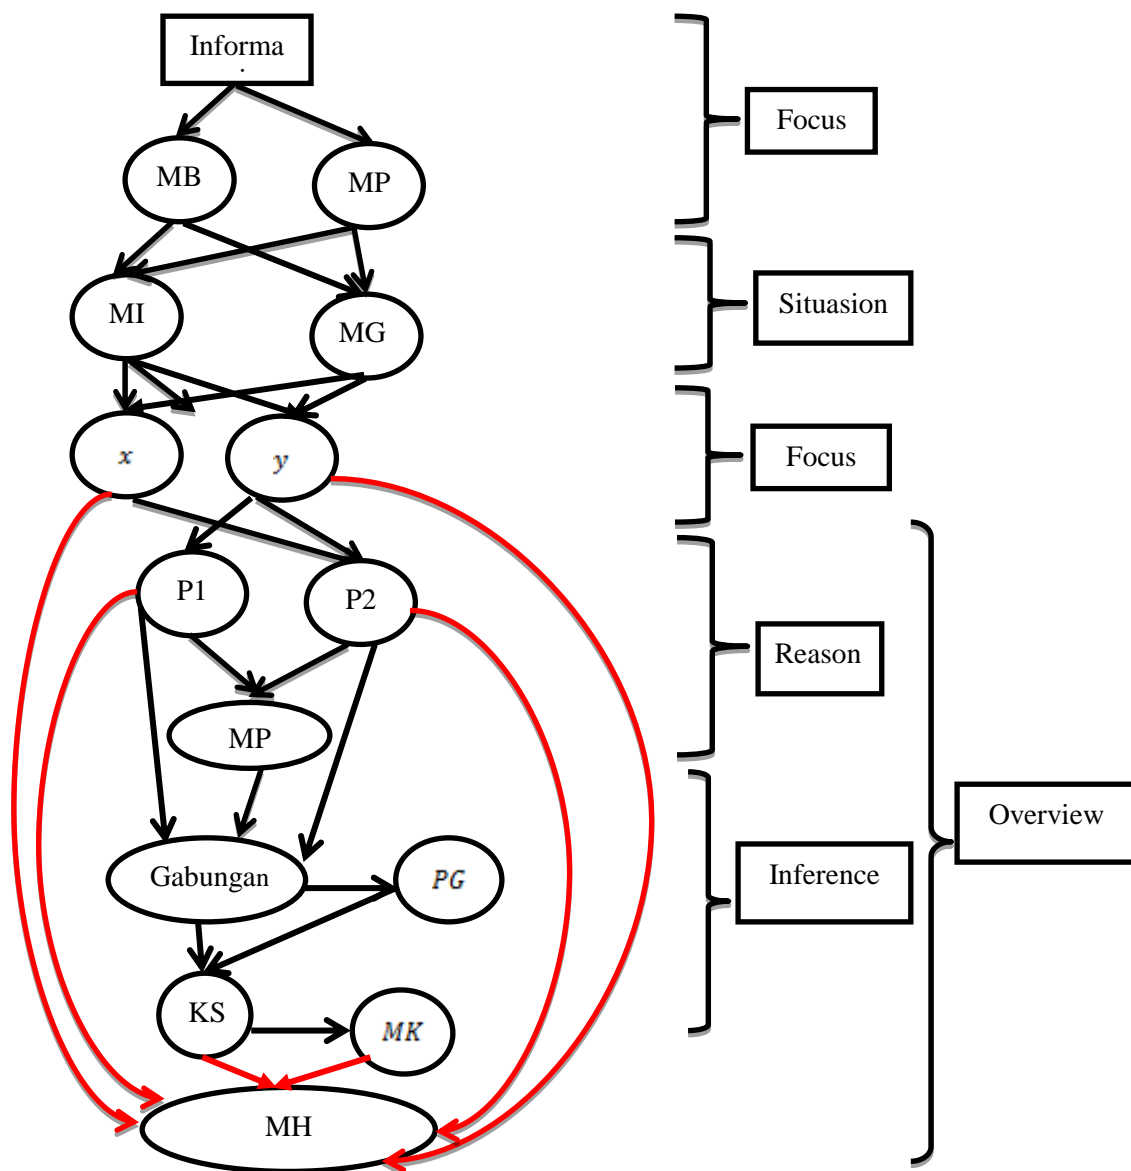 Informa
Focus
MB
MP
MI
MG
Situasion
x
y
Focus
P1
P2
Reason
MP
Gabungan
PG
Inference
Overview
KS
MK
MH